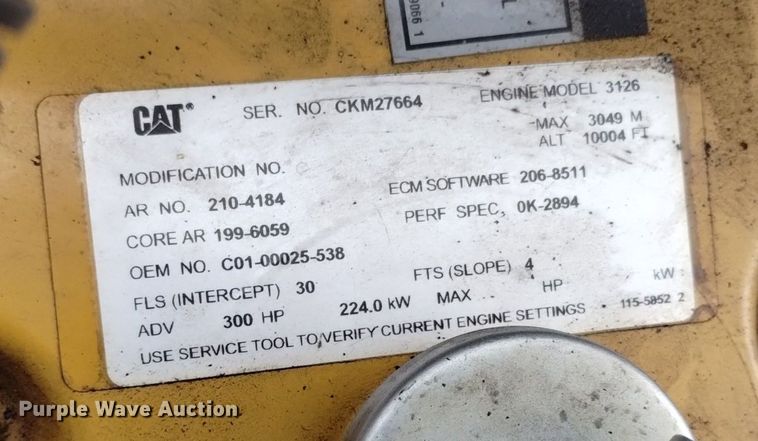 9066 1
CAT® SER. NO. CKM27664 ENGINE MODEL 3126
MAX 3049 M
ALT 10004 FT
MODIFICATION NO.
AR NO. 210-4184 ECM SOFTWARE 206-8511
CORE AR 199-6059 PERF SPEC, 0K-2894
OEM NO. C01-00025-538
FLS (INTERCEPT) 30 FTS (SLOPE) 4
ADV 300 HP 224.0 kW MAX HP kW
USE SERVICE TOOL TO VERIFY CURRENT ENGINE SETTINGS 115-5852 2
Purple Wave Auction